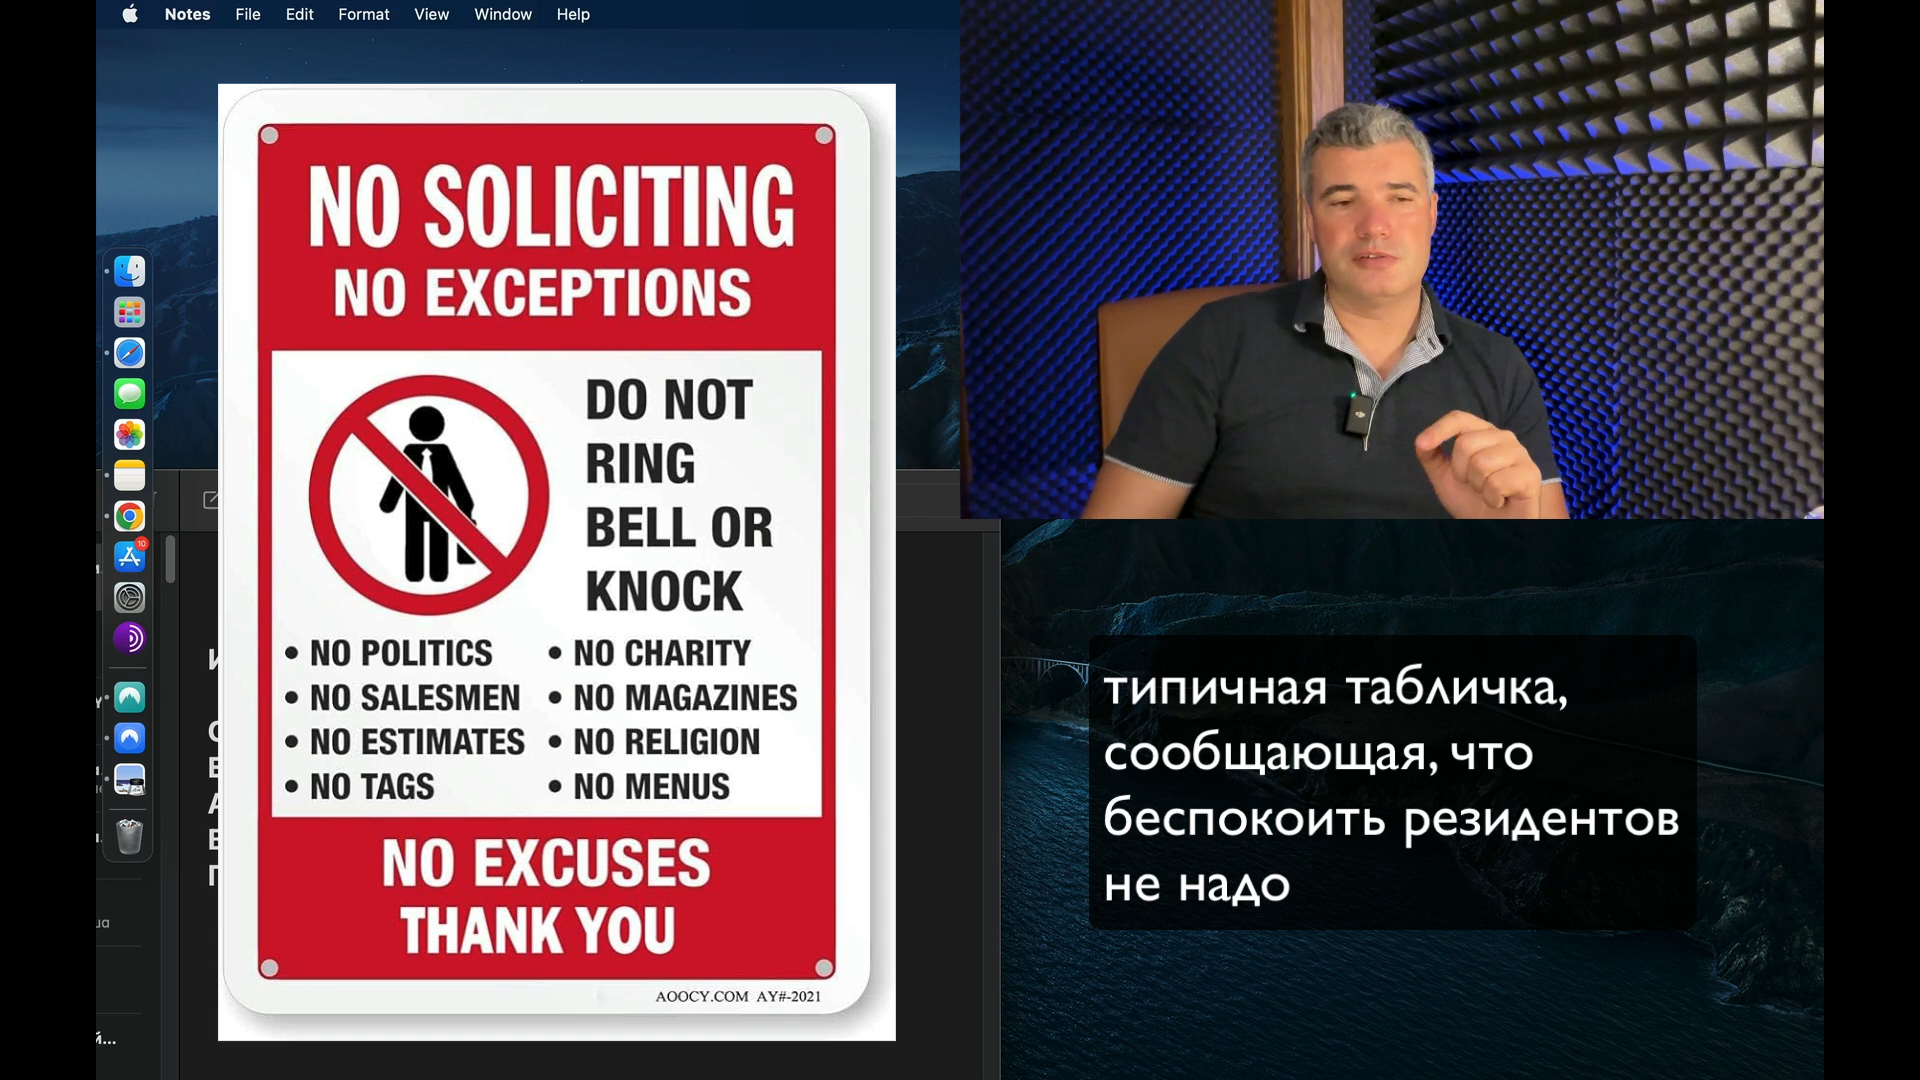 Notes File Edit Format View Window Help
NO SOLICITING
NO EXCEPTIONS
DO NOT
RING
BELL OR
KNOCK
• NO POLITICS
• NO SALESMEN
• NO ESTIMATES
• NO TAGS
• NO CHARITY
• NO MAGAZINES
• NO RELIGION
• NO MENUS
NO EXCUSES
THANK YOU
AOOCY.COM AY#-2021
10
типичная табличка,
сообщающая, что
беспокоить резидентов
не надо